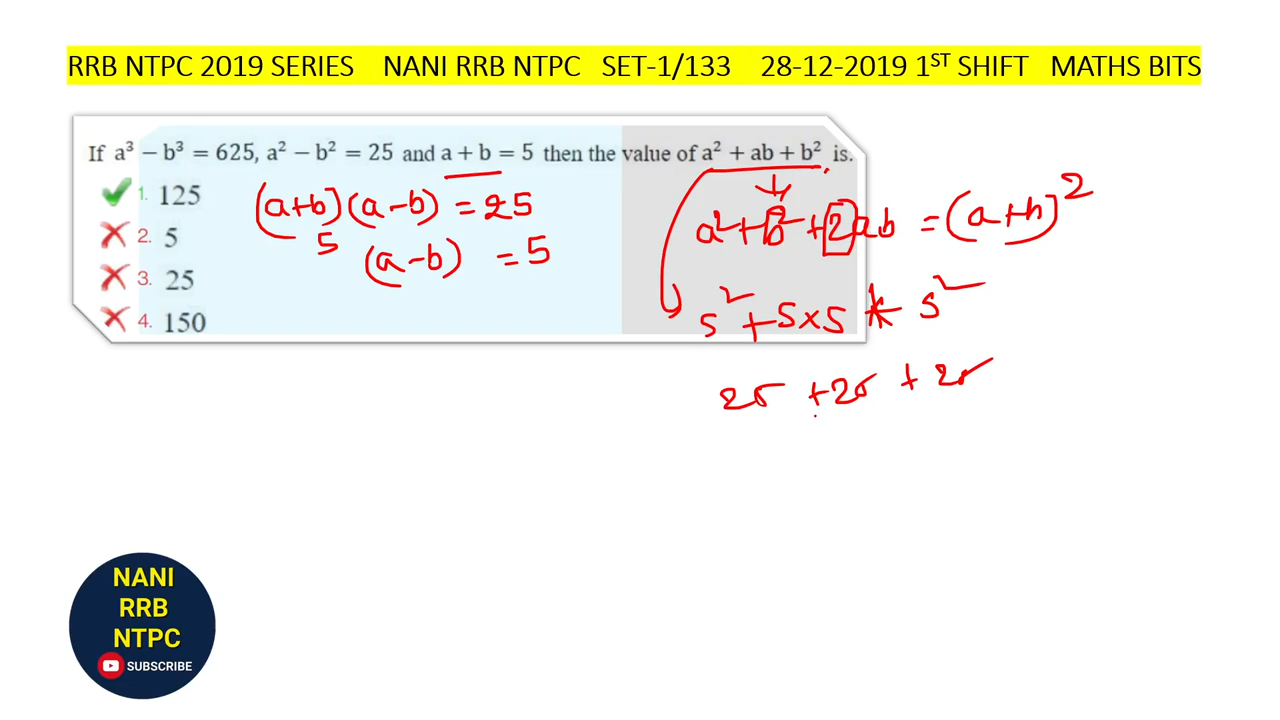 RRB NTPC 2019 SERIES NANI RRB NTPC SET-1/133 28-12-2019 1ST SHIFT MATHS BITS
If a³ − b³ = 625, a² − b² = 25 and a + b = 5 then the value of a² + ab + b² is:
1. 125
2. 5
3. 25
4. 150
(a+b)(a-b) = 25
5
(a-b) = 5
a²+b²+2ab = (a+b)²
5²+5×5+5²
25 +25 +25
NANI
RRB
NTPC
SUBSCRIBE